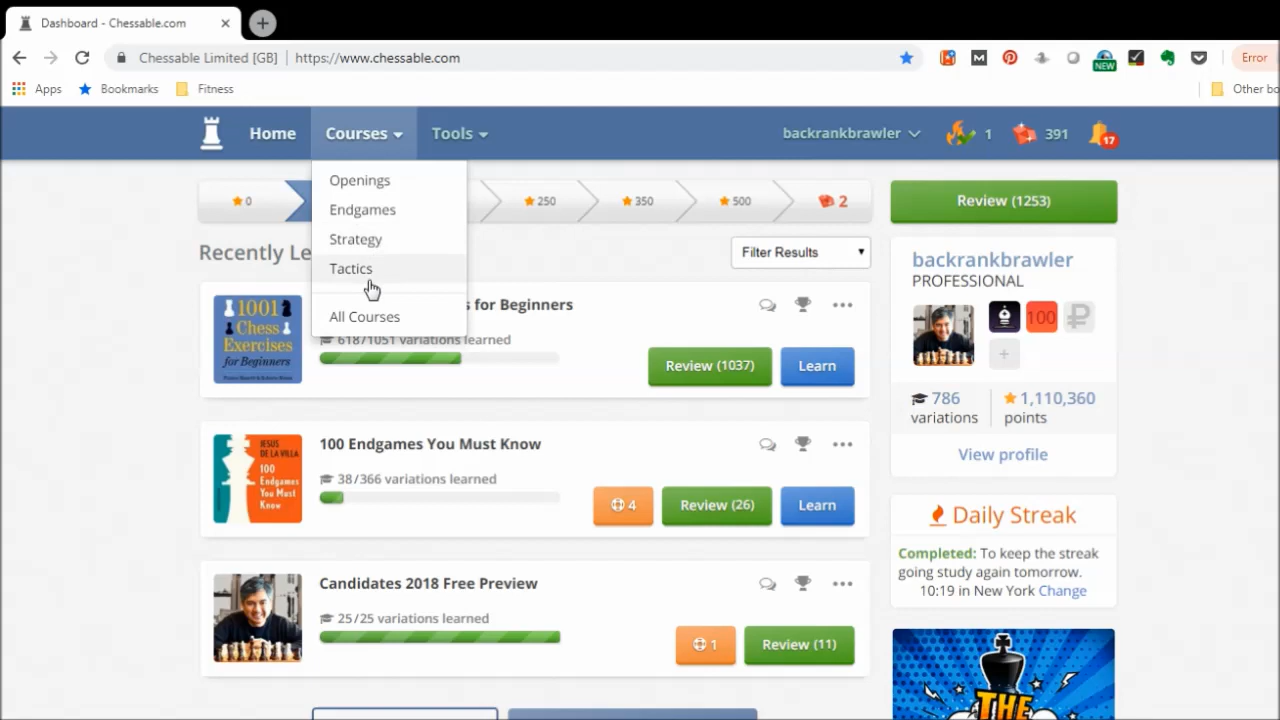 Dashboard - Chessable.com
Chessable Limited [GB] https://www.chessable.com
M
NEW
Error
Apps Bookmarks Fitness Other bo
Home Courses Tools backrankbrawler 1 391 17
Openings
Endgames
Strategy
Tactics
All Courses
0 250 350 500 2
Review (1253)
Recently Le
Filter Results
s for Beginners
618/1051 variations learned
Review (1037) Learn
1001
Chess
Exercises
for Beginners
100 Endgames You Must Know
38/366 variations learned
4 Review (26) Learn
JESUS
DE LA VILLA
100
Endgames
You Must
Know
Candidates 2018 Free Preview
25/25 variations learned
1 Review (11)
backrankbrawler
PROFESSIONAL
100
786 variations
1,110,360 points
View profile
Daily Streak
Completed: To keep the streak
going study again tomorrow.
10:19 in New York Change
THE